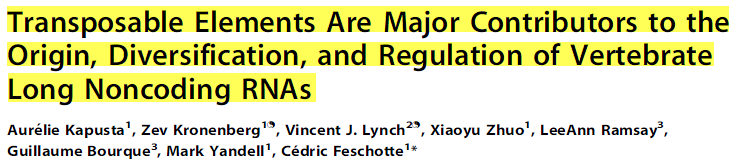 Transposable Elements Are Major Contributors to the
Origin, Diversification, and Regulation of Vertebrate
Long Noncoding RNAs
Aurélie Kapusta1, Zev Kronenberg1☯, Vincent J. Lynch2☯, Xiaoyu Zhuo1, LeeAnn Ramsay3,
Guillaume Bourque3, Mark Yandell1, Cédric Feschotte1*